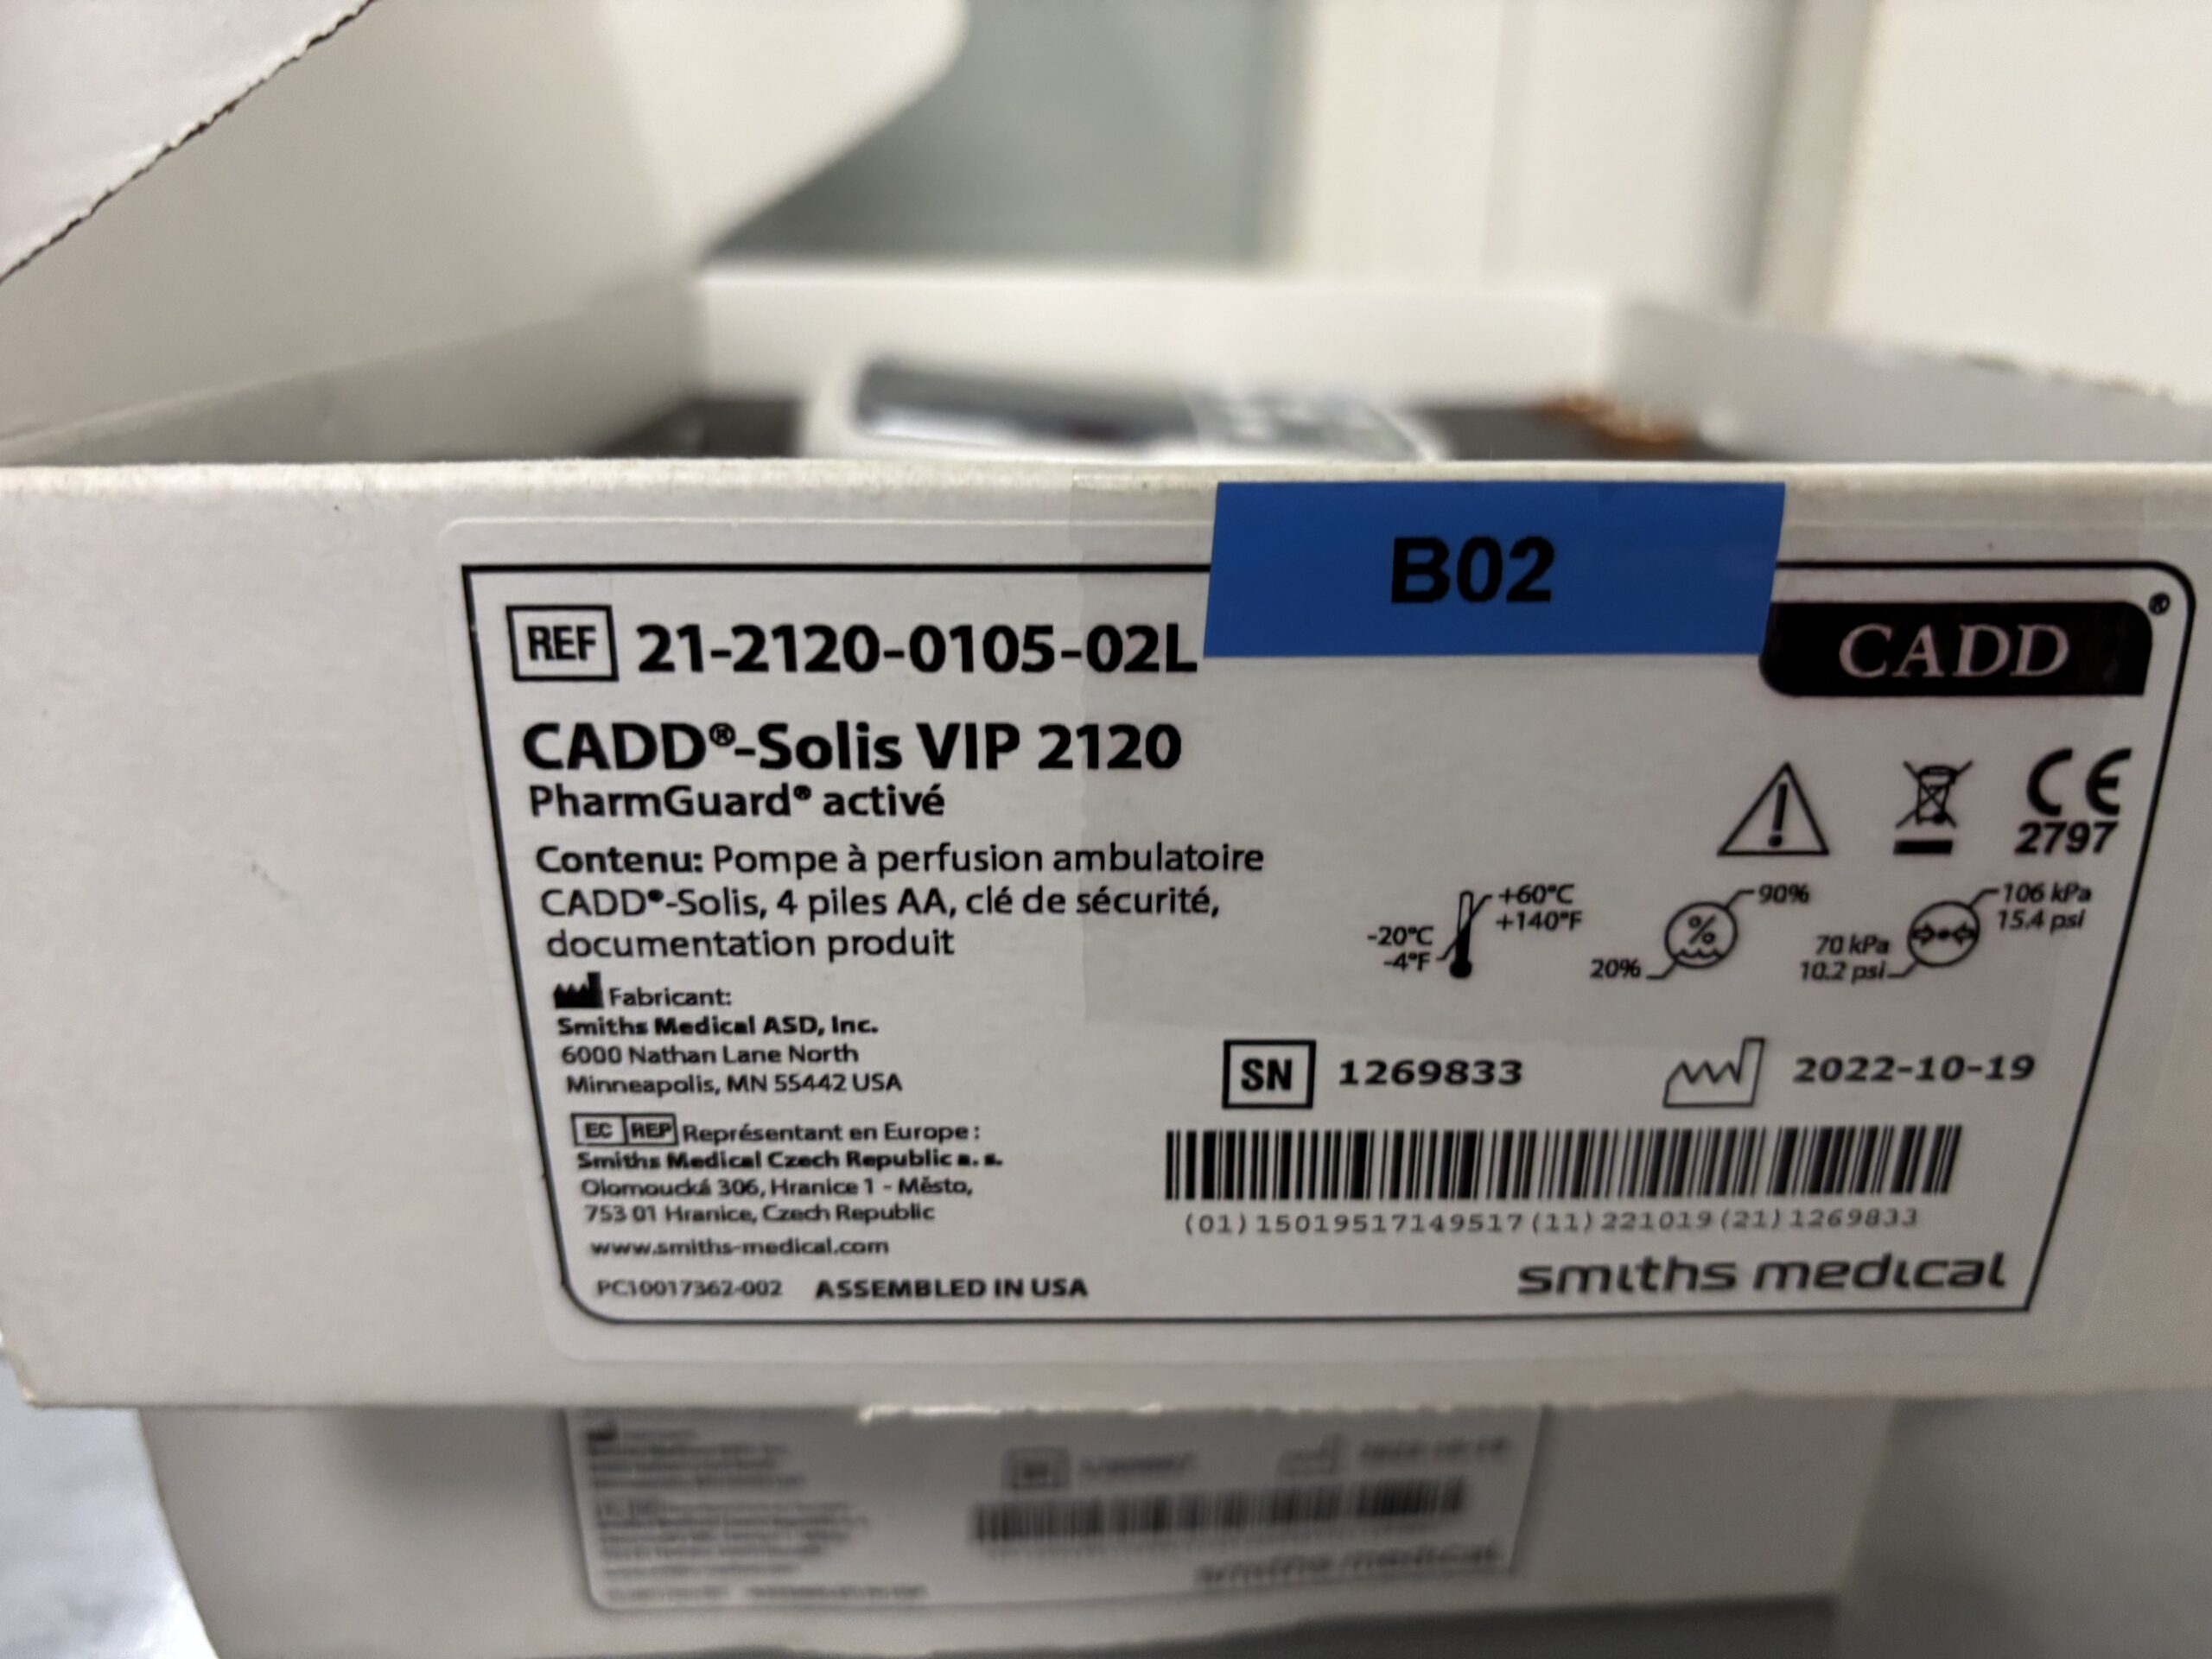 B02
REF 21-2120-0105-02L
CADD®
CADD®-Solis VIP 2120
PharmGuard® activé
Contenu: Pompe à perfusion ambulatoire
CADD®-Solis, 4 piles AA, clé de sécurité,
documentation produit
CE
2797
-20°C
-4°F
+60°C
+140°F
20%
%
90%
70 kPa
10.2 psi
106 kPa
15.4 psi
Fabricant:
Smiths Medical ASD, Inc.
6000 Nathan Lane North
Minneapolis, MN 55442 USA
SN 1269833
2022-10-19
EC REP Représentant en Europe :
Smiths Medical Czech Republic a. s.
Olomoucká 306, Hranice 1 - Město,
753 01 Hranice, Czech Republic
www.smiths-medical.com
(01)15019517149517(11)221019(21)1269833
PC10017362-002 ASSEMBLED IN USA
smiths medical
smiths medical